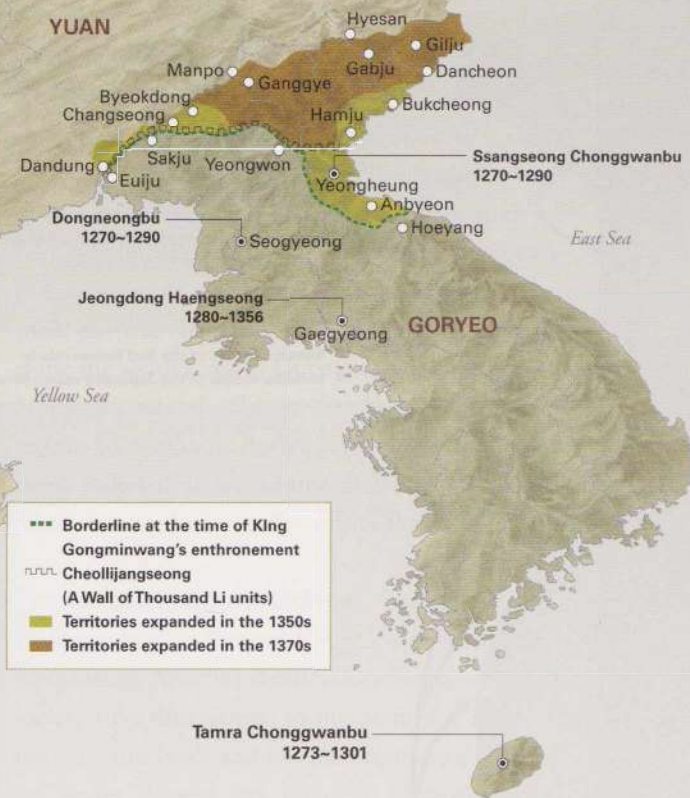 YUAN
Hyesan
Gilju
Gabju
Manpo
Ganggye
Dancheon
Byeokdong
Changseong
Hamju
Bukcheong
Sakju
Yeongwon
Dandung
Euiju
Ssangseong Chonggwanbu
1270~1290
Yeongheung
Anbyeon
Dongneongbu
1270~1290
Hoeyang
Seogyeong
East Sea
Jeongdong Haengseong
1280~1356
Gaegyeong
GORYEO
Yellow Sea
Borderline at the time of KIng
Gongminwang's enthronement
Cheollijangseong
(A Wall of Thousand Li units)
Territories expanded in the 1350s
Territories expanded in the 1370s
Tamra Chonggwanbu
1273~1301